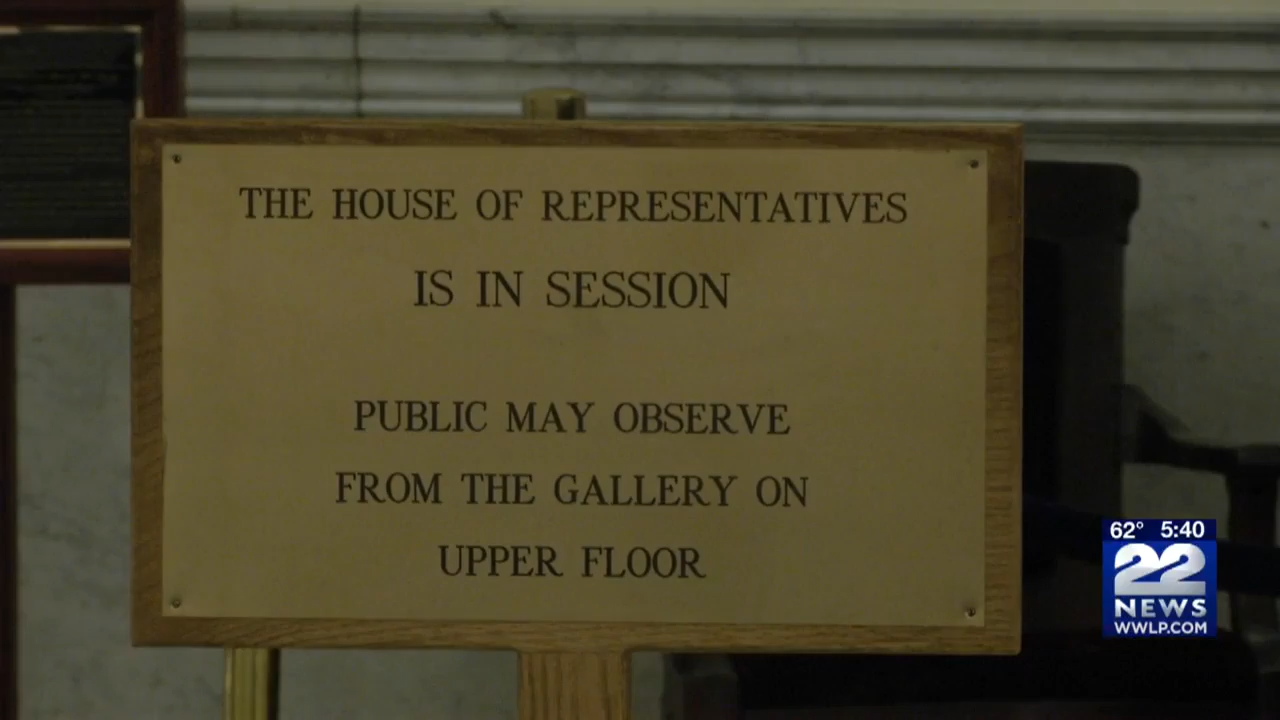 THE HOUSE OF REPRESENTATIVES
IS IN SESSION
PUBLIC MAY OBSERVE
FROM THE GALLERY ON
UPPER FLOOR
62° 5:40
22
NEWS
WWLP.COM